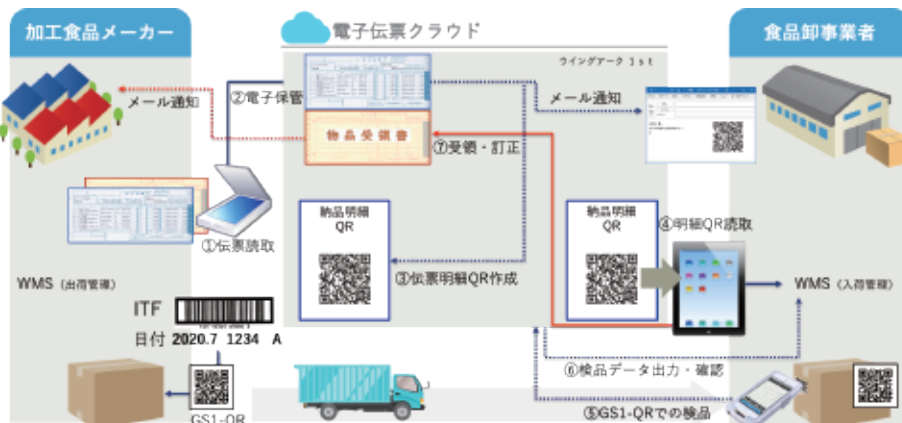 加工食品メーカー
電子伝票クラウド
食品卸事業者
ウイングアーク 1st
メール通知
②電子保管
メール通知
物品受領書
⑦受領・訂正
納品明細
QR
納品明細
QR
④明細QR読取
①伝票読取
③伝票明細QR作成
WMS (出荷管理)
WMS (入荷管理)
ITF
日付 2020.7 1234 A
⑥検品データ出力・確認
GS1-QR
⑤GS1-QRでの検品